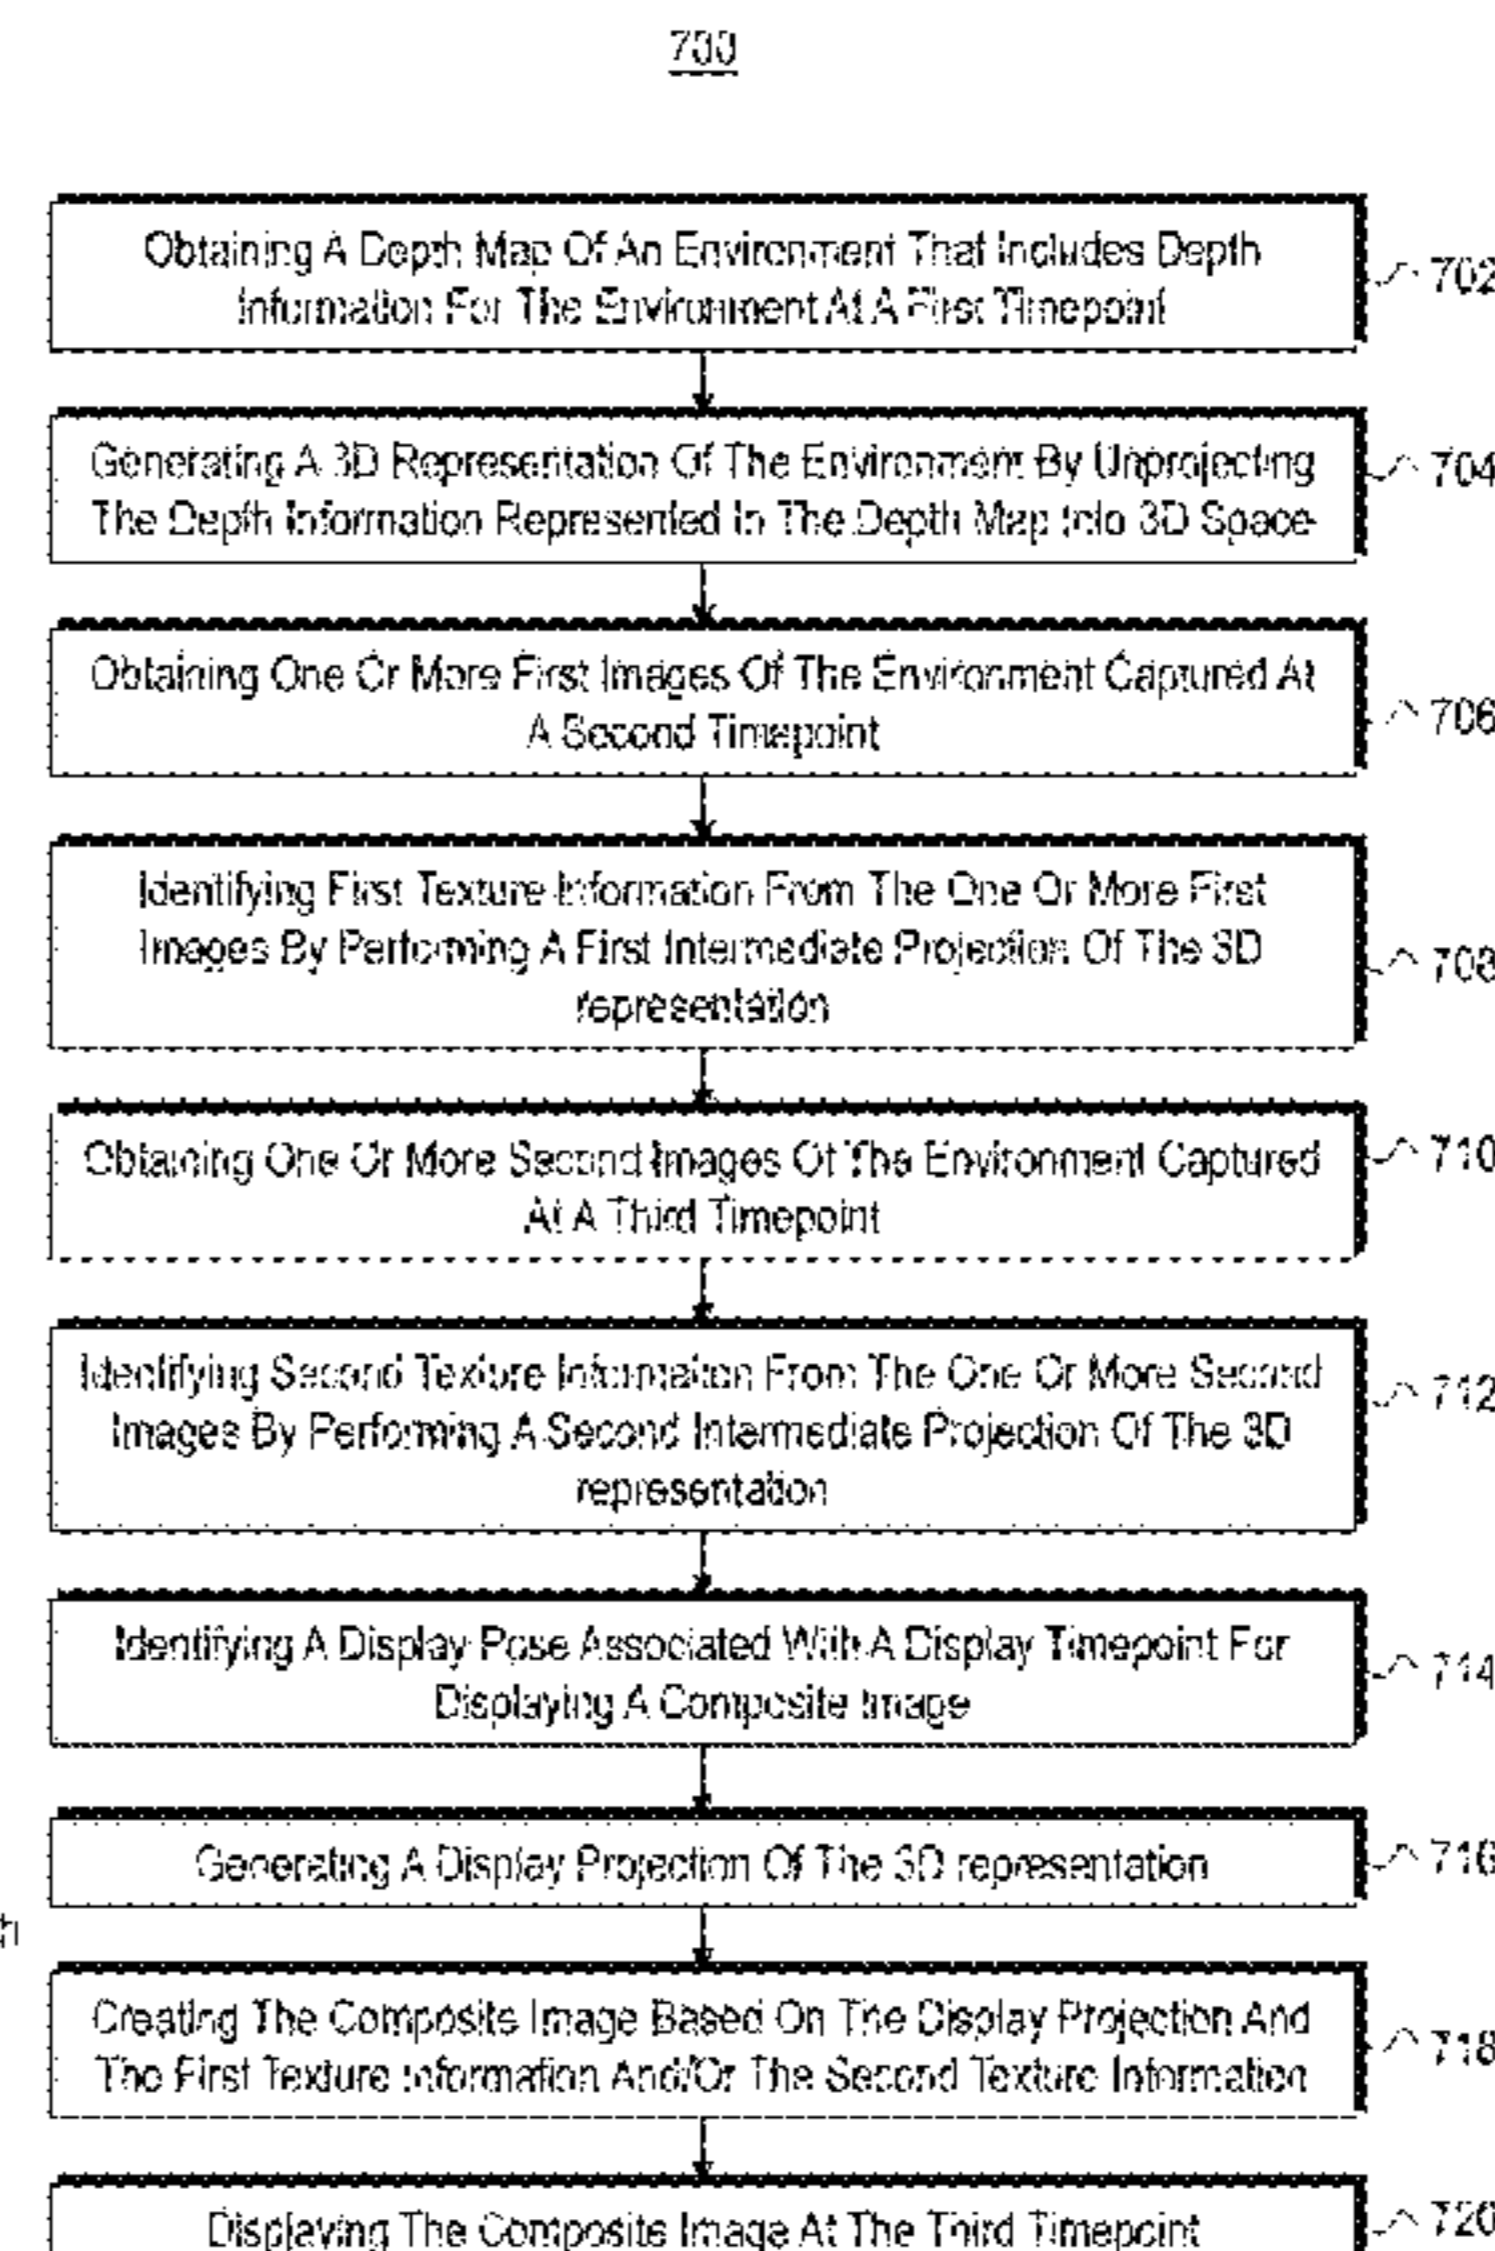 700
Obtaining A Depth Map Of An Environment That Includes Depth
Information For The Environment At A First Timepoint
702
Generating A 3D Representation Of The Environment By Unprojecting
The Depth Information Represented In The Depth Map Into 3D Space
704
Obtaining One Or More First Images Of The Environment Captured At
A Second Timepoint
706
Identifying First Texture Information From The One Or More First
Images By Performing A First Intermediate Projection Of The 3D
representation
708
Obtaining One Or More Second Images Of The Environment Captured
At A Third Timepoint
710
Identifying Second Texture Information From The One Or More Second
Images By Performing A Second Intermediate Projection Of The 3D
representation
712
Identifying A Display Pose Associated With A Display Timepoint For
Displaying A Composite Image
714
Generating A Display Projection Of The 3D representation
716
Creating The Composite Image Based On The Display Projection And
The First Texture Information And/Or The Second Texture Information
718
Displaying The Composite Image At The Third Timepoint
720